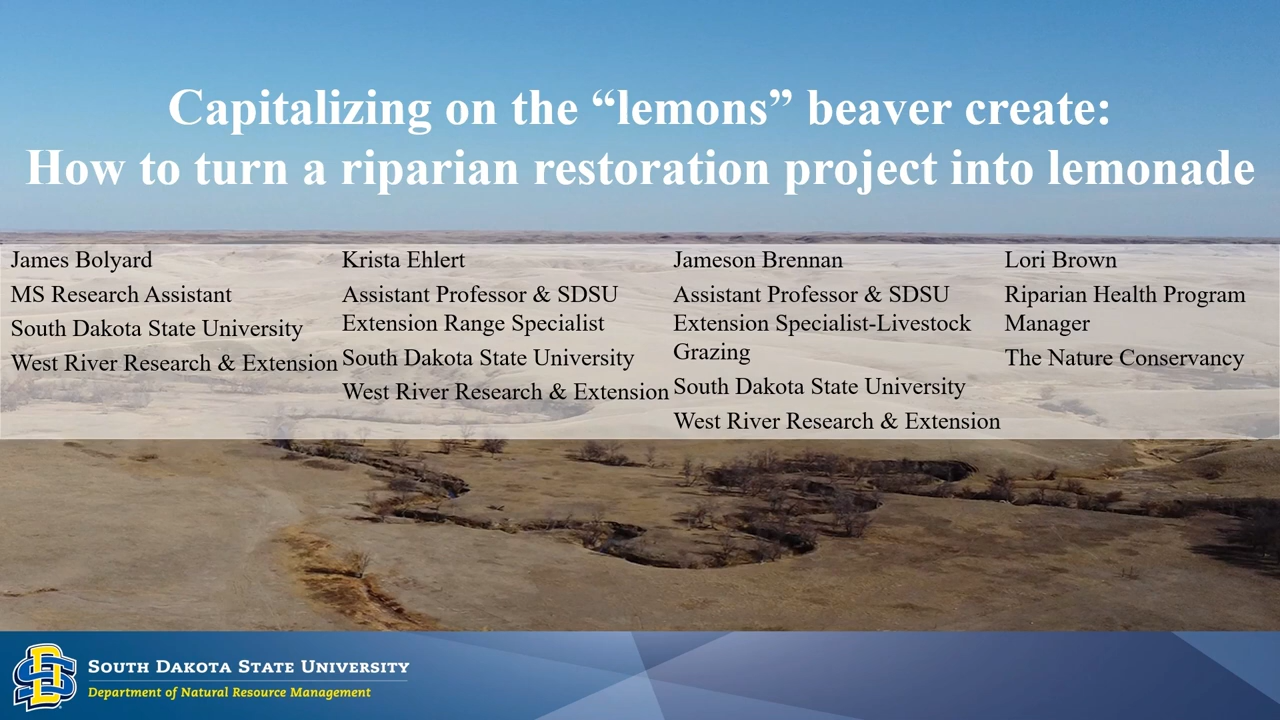 Capitalizing on the “lemons” beaver create:
How to turn a riparian restoration project into lemonade
James Bolyard
MS Research Assistant
South Dakota State University
West River Research & Extension
Krista Ehlert
Assistant Professor & SDSU
Extension Range Specialist
South Dakota State University
West River Research & Extension
Jameson Brennan
Assistant Professor & SDSU
Extension Specialist-Livestock
Grazing
South Dakota State University
West River Research & Extension
Lori Brown
Riparian Health Program
Manager
The Nature Conservancy
South Dakota State University
Department of Natural Resource Management